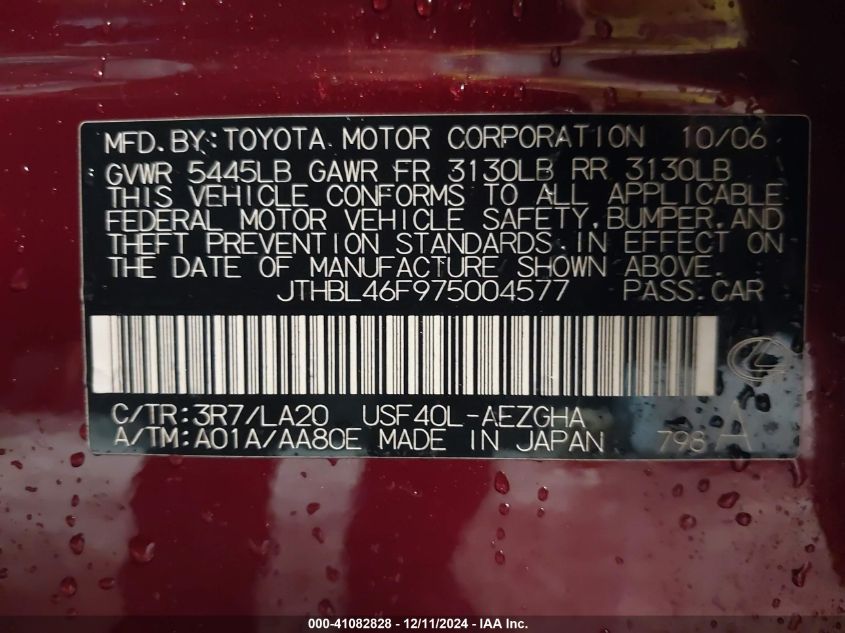 MFD. BY: TOYOTA MOTOR CORPORATION 10/06
GVWR 5445LB GAWR FR 3130LB RR 3130LB
THIS VEHICLE CONFORMS TO ALL APPLICABLE
FEDERAL MOTOR VEHICLE SAFETY, BUMPER, AND
THEFT PREVENTION STANDARDS IN EFFECT ON
THE DATE OF MANUFACTURE SHOWN ABOVE.
JTHBL46F975004577 PASS. CAR
C/TR: 3R7/LA20 USF40L-AEZGHA
A/TM: A01A/AA80E MADE IN JAPAN A
000-41082828 - 12/11/2024 - IAA Inc.